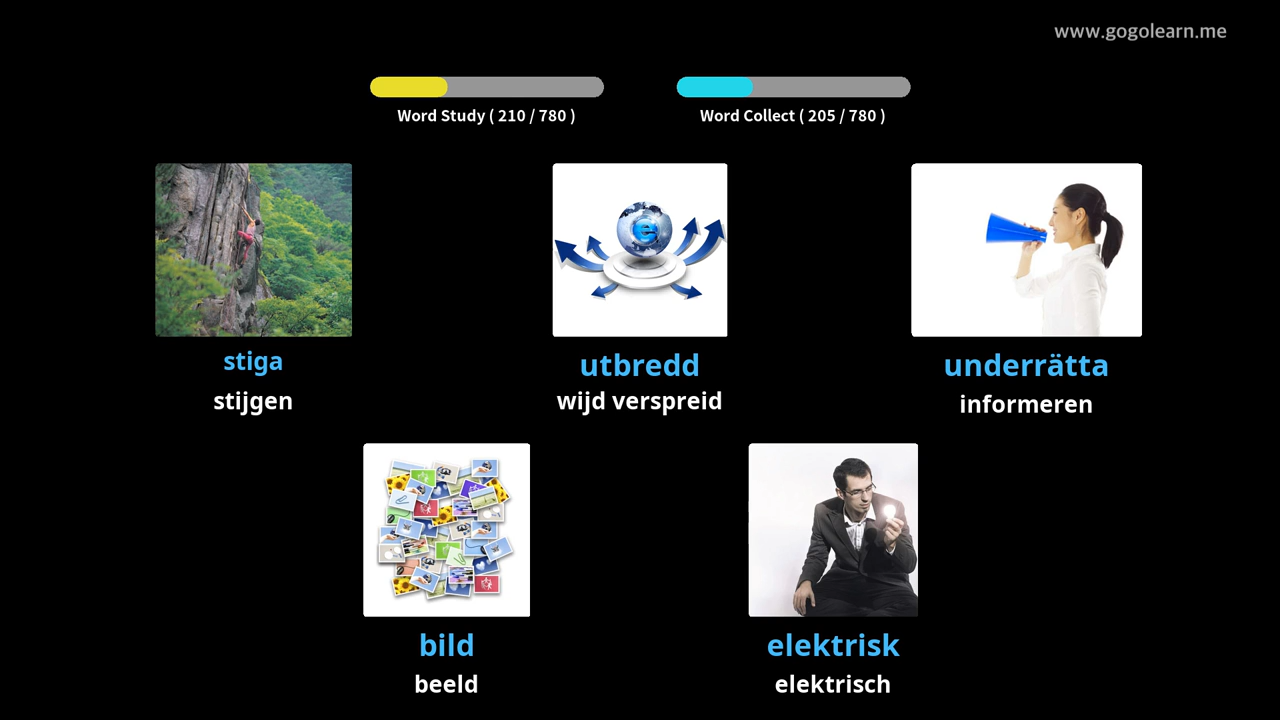 www.gogolearn.me
Word Study ( 210 / 780 )
Word Collect ( 205 / 780 )
stiga
stijgen
utbredd
wijd verspreid
underrätta
informeren
bild
beeld
elektrisk
elektrisch